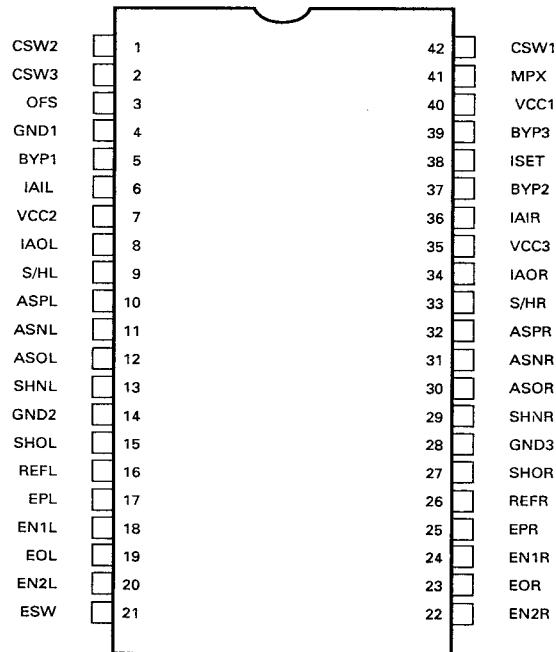 CSW2 1 42 CSW1
CSW3 2 41 MPX
OFS 3 40 VCC1
GND1 4 39 BYP3
BYP1 5 38 ISET
IAIL 6 37 BYP2
VCC2 7 36 IAIR
IAOL 8 35 VCC3
S/HL 9 34 IAOR
ASPL 10 33 S/HR
ASNL 11 32 ASPR
ASOL 12 31 ASNR
SHNL 13 30 ASOR
GND2 14 29 SHNR
SHOL 15 28 GND3
REFL 16 27 SHOR
EPL 17 26 REFR
EN1L 18 25 EPR
EOL 19 24 EN1R
EN2L 20 23 EOR
ESW 21 22 EN2R